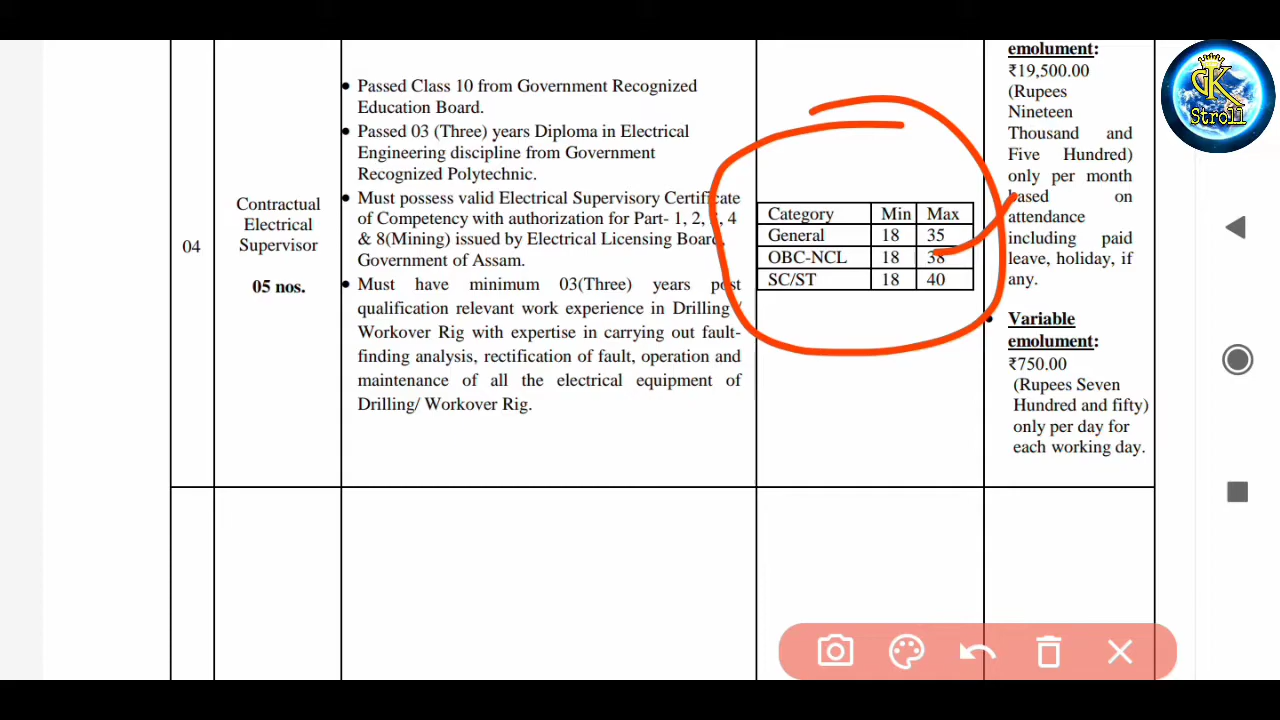 GK
Stroll
04
Contractual
Electrical
Supervisor
05 nos.
Passed Class 10 from Government Recognized
Education Board.
Passed 03 (Three) years Diploma in Electrical
Engineering discipline from Government
Recognized Polytechnic.
Must possess valid Electrical Supervisory Certificate
of Competency with authorization for Part- 1, 2, 4
& 8(Mining) issued by Electrical Licensing Board,
Government of Assam.
Must have minimum 03(Three) years post
qualification relevant work experience in Drilling /
Workover Rig with expertise in carrying out fault-
finding analysis, rectification of fault, operation and
maintenance of all the electrical equipment of
Drilling/ Workover Rig.
Category Min Max
General 18 35
OBC-NCL 18 38
SC/ST 18 40
emolument:
₹19,500.00
(Rupees
Nineteen
Thousand and
Five Hundred)
only per month
based on
attendance
including paid
leave, holiday, if
any.
Variable
emolument:
₹750.00
(Rupees Seven
Hundred and fifty)
only per day for
each working day.